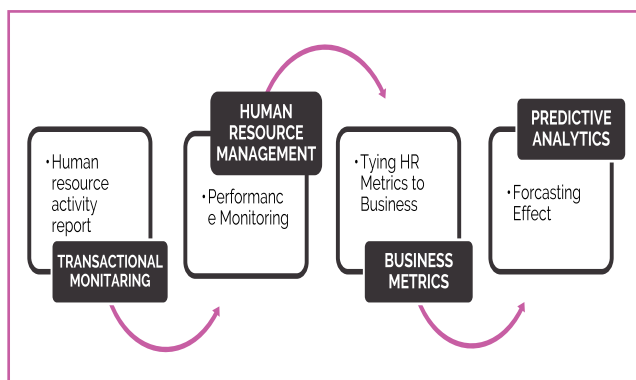 • Human
resource
activity
report
TRANSACTIONAL
MONITARING
HUMAN
RESOURCE
MANAGEMENT
• Performanc
e Monitoring
• Tying HR
Metrics to
Business
BUSINESS
METRICS
PREDICTIVE
ANALYTICS
• Forcasting
Effect